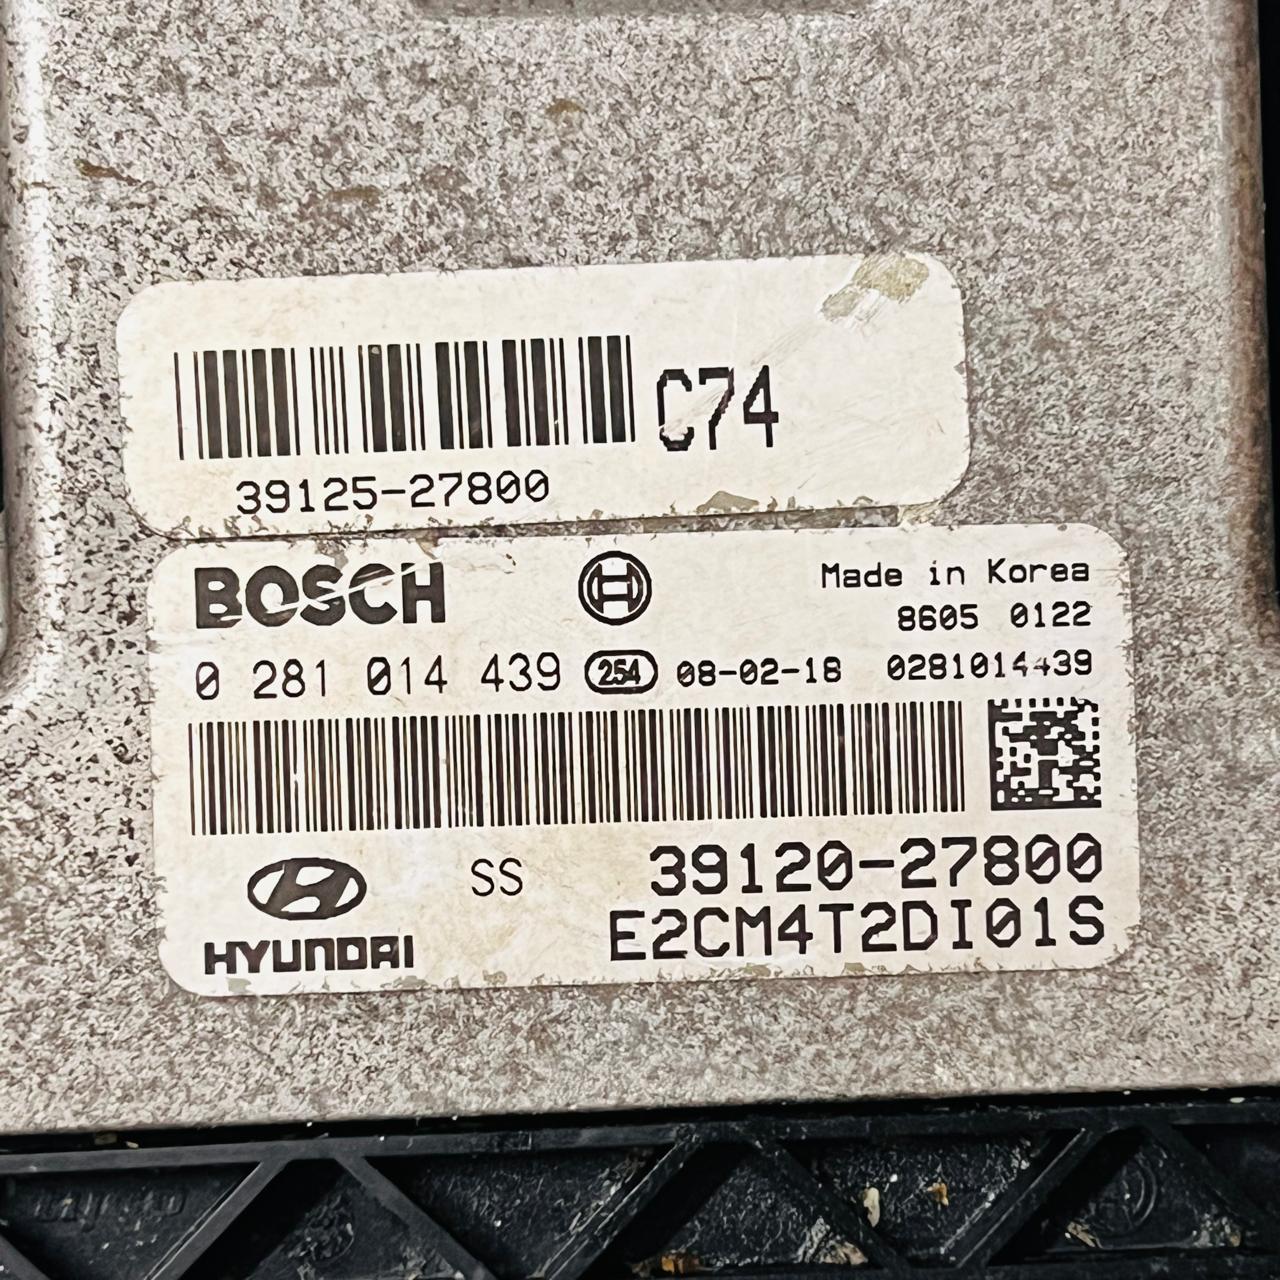 C74
39125-27800
BOSCH
Made in Korea
8605 0122
0 281 014 439 254 08-02-18 0281014439
SS 39120-27800
HYUNDAI E2CM4T2DI01S